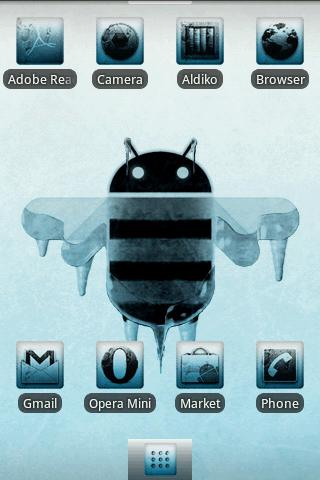 Adobe Rea
Camera
Aldiko
Browser
Gmail
Opera Mini
Market
Phone